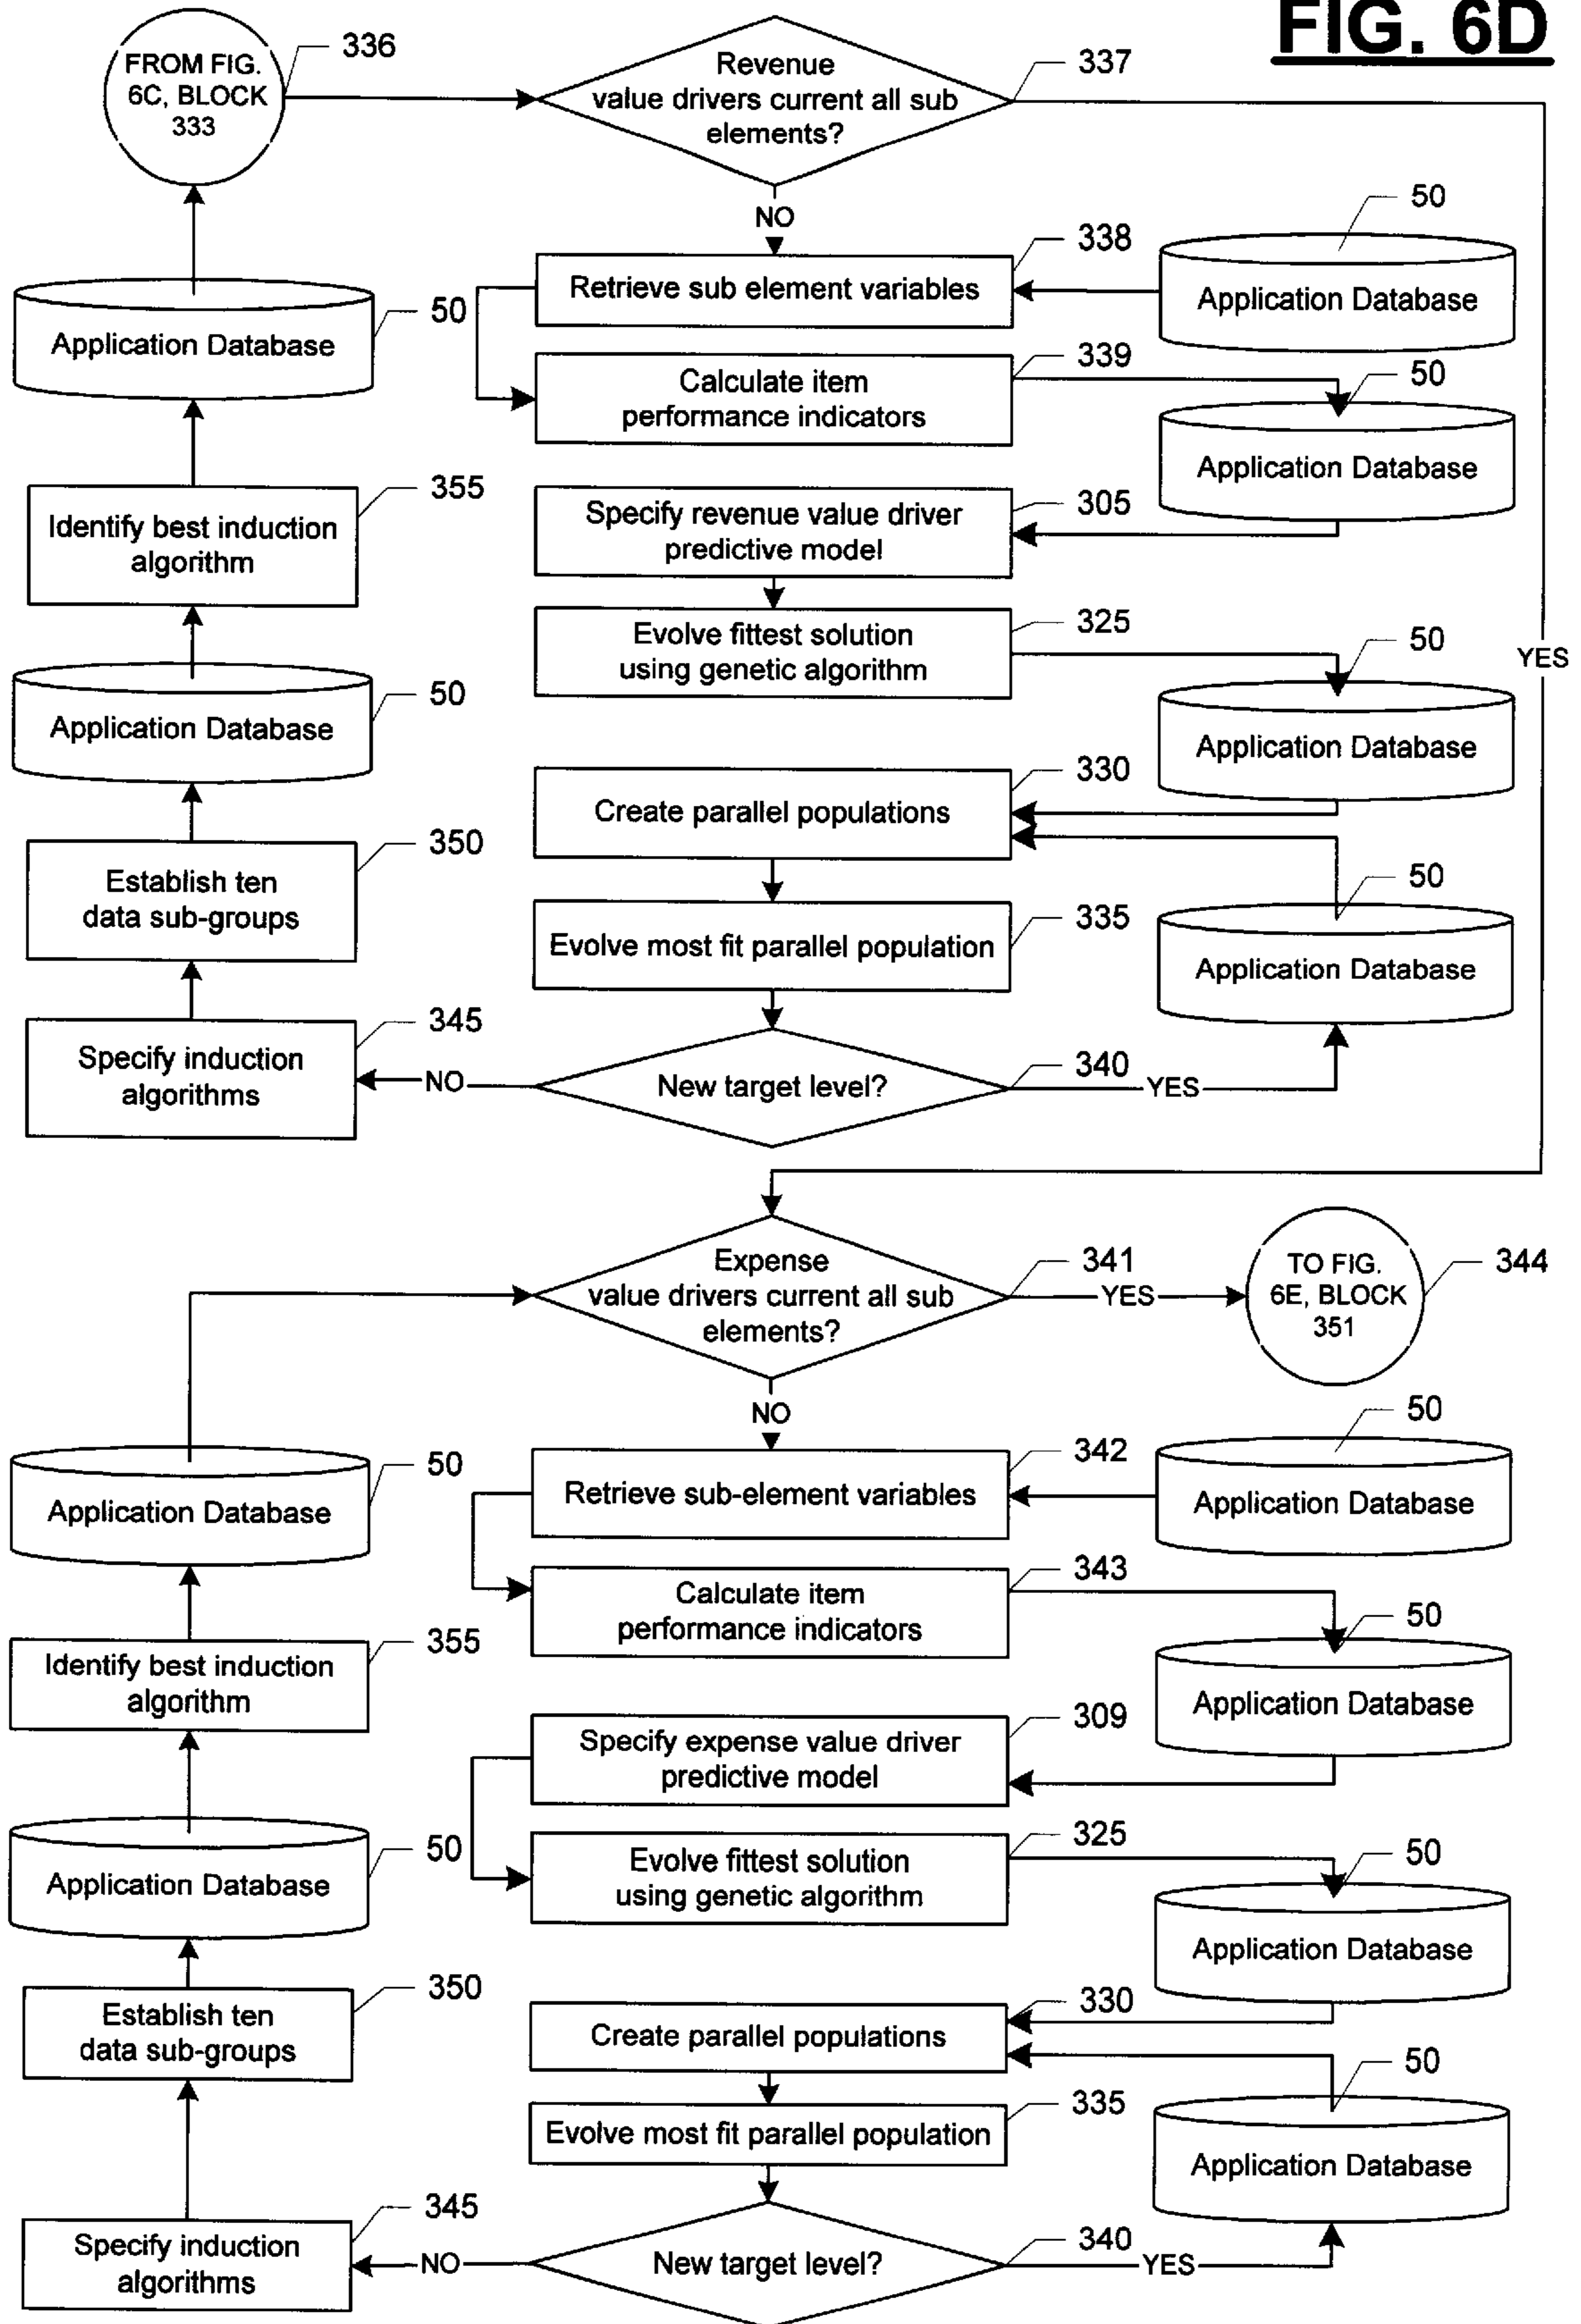 FIG. 6D
FROM FIG.
6C, BLOCK
333
336
Revenue
value drivers current all sub
elements?
337
NO
YES
Retrieve sub element variables
338
50
Application Database
Calculate item
performance indicators
339
50
Application Database
Specify revenue value driver
predictive model
305
Evolve fittest solution
using genetic algorithm
325
50
Application Database
Create parallel populations
330
Evolve most fit parallel population
335
50
Application Database
New target level?
340
YES
NO
Specify induction
algorithms
345
Establish ten
data sub-groups
350
Application Database
50
Identify best induction
algorithm
355
Application Database
50
Expense
value drivers current all sub
elements?
341
YES
TO FIG.
6E, BLOCK
351
344
NO
Retrieve sub-element variables
342
50
Application Database
Calculate item
performance indicators
343
50
Application Database
Specify expense value driver
predictive model
309
Evolve fittest solution
using genetic algorithm
325
50
Application Database
Create parallel populations
330
Evolve most fit parallel population
335
50
Application Database
New target level?
340
YES
NO
Specify induction
algorithms
345
Establish ten
data sub-groups
350
Application Database
50
Identify best induction
algorithm
355
Application Database
50